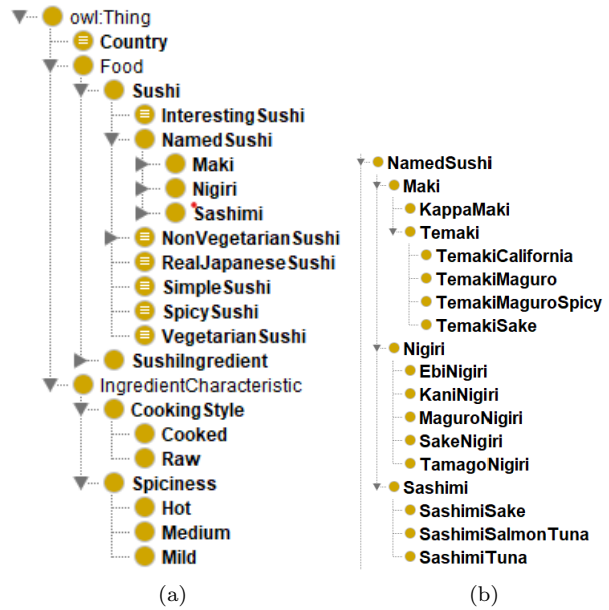 owl:Thing
Country
Food
Sushi
InterestingSushi
NamedSushi
Maki
Nigiri
Sashimi
NonVegetarianSushi
RealJapaneseSushi
SimpleSushi
SpicySushi
VegetarianSushi
SushiIngredient
IngredientCharacteristic
CookingStyle
Cooked
Raw
Spiciness
Hot
Medium
Mild
(a)
NamedSushi
Maki
KappaMaki
Temaki
TemakiCalifornia
TemakiMaguro
TemakiMaguroSpicy
TemakiSake
Nigiri
EbiNigiri
KaniNigiri
MaguroNigiri
SakeNigiri
TamagoNigiri
Sashimi
SashimiSake
SashimiSalmonTuna
SashimiTuna
(b)